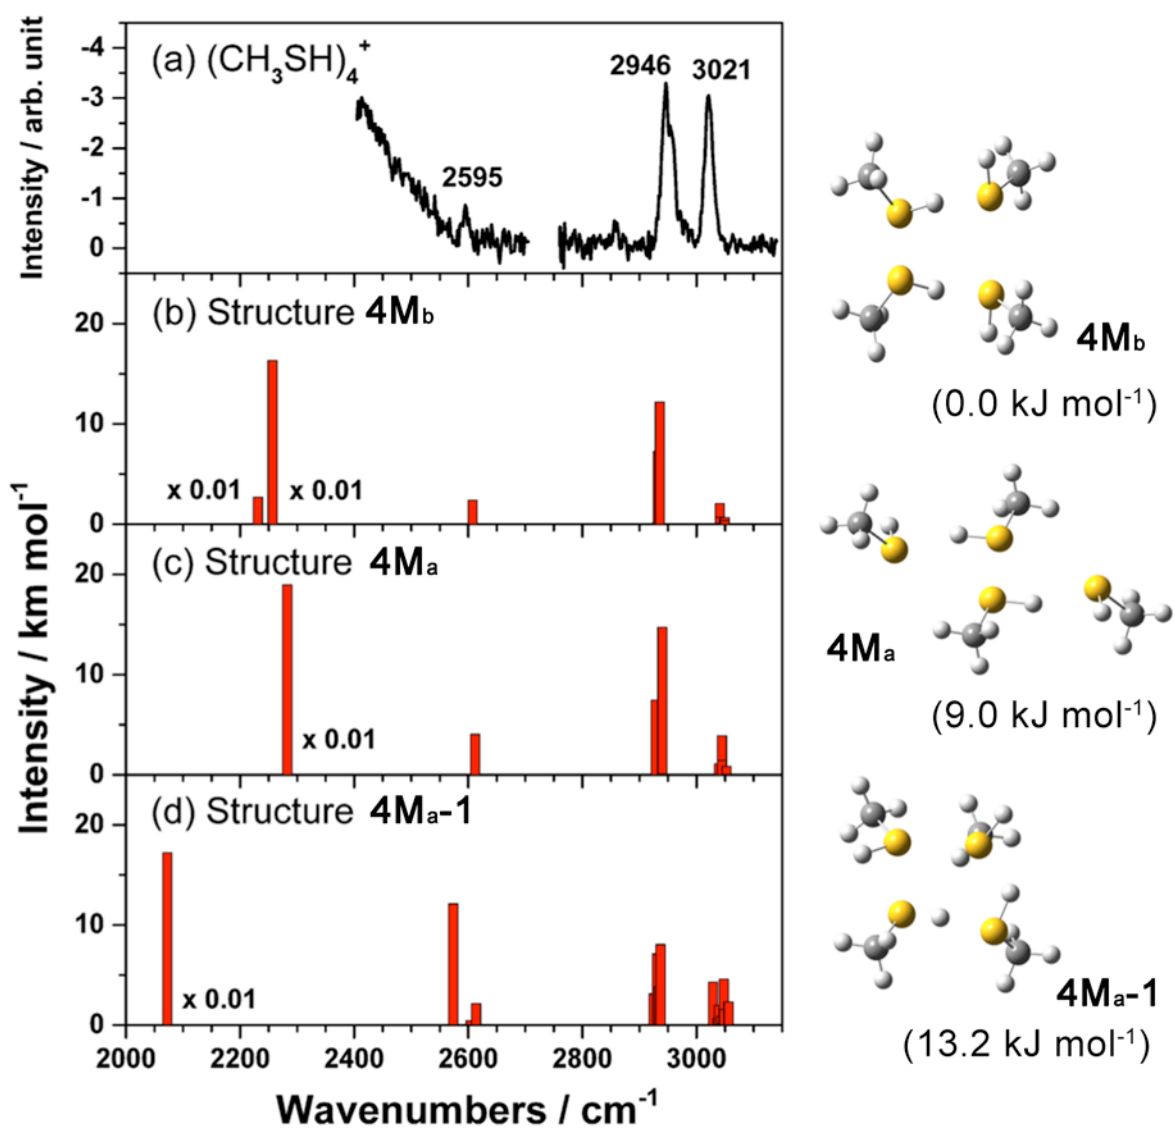 (a) (CH₃SH)₄⁺
2946
3021
2595
Intensity / arb. unit
-4
-3
-2
-1
0
(b) Structure 4Mb
20
10
0
x 0.01
x 0.01
4Mb
(0.0 kJ mol⁻¹)
(c) Structure 4Ma
20
10
0
x 0.01
4Ma
(9.0 kJ mol⁻¹)
(d) Structure 4Ma-1
20
10
0
x 0.01
4Ma-1
(13.2 kJ mol⁻¹)
Intensity / km mol⁻¹
2000 2200 2400 2600 2800 3000
Wavenumbers / cm⁻¹